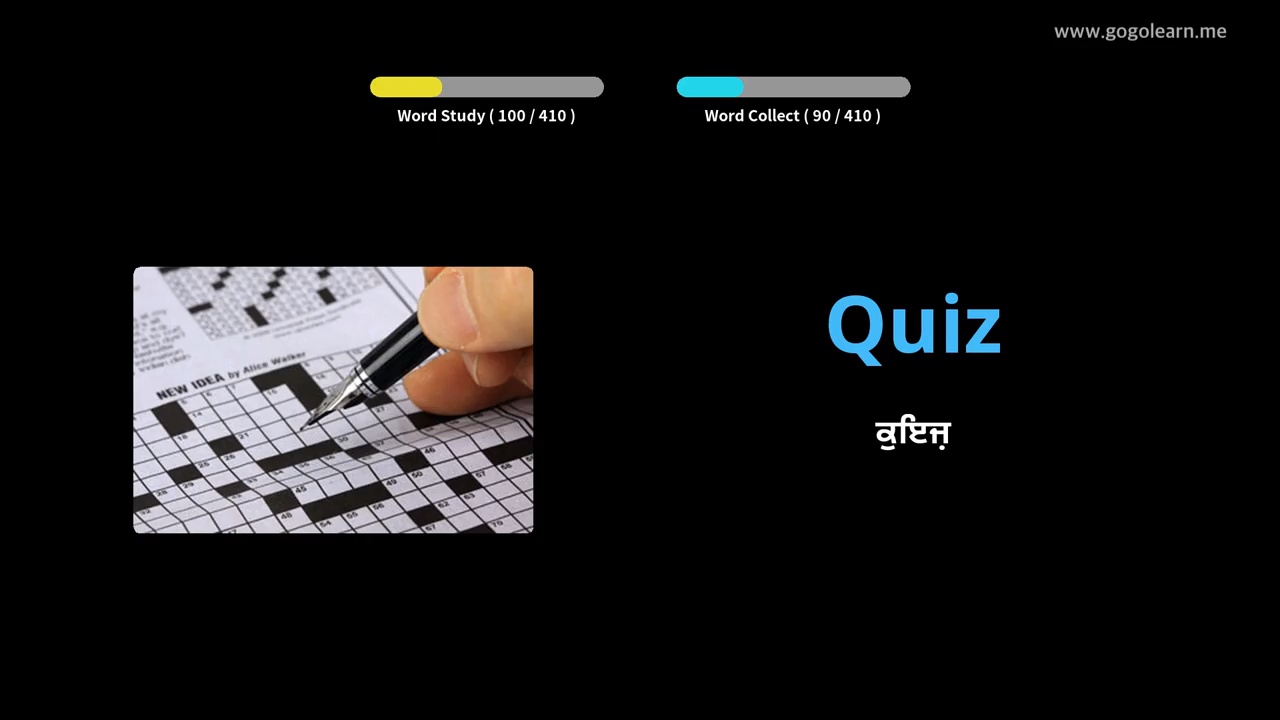 www.gogolearn.me
Word Study ( 100 / 410 )
Word Collect ( 90 / 410 )
NEW IDEA by Alice Walker
Quiz
ਕੁਇਜ਼